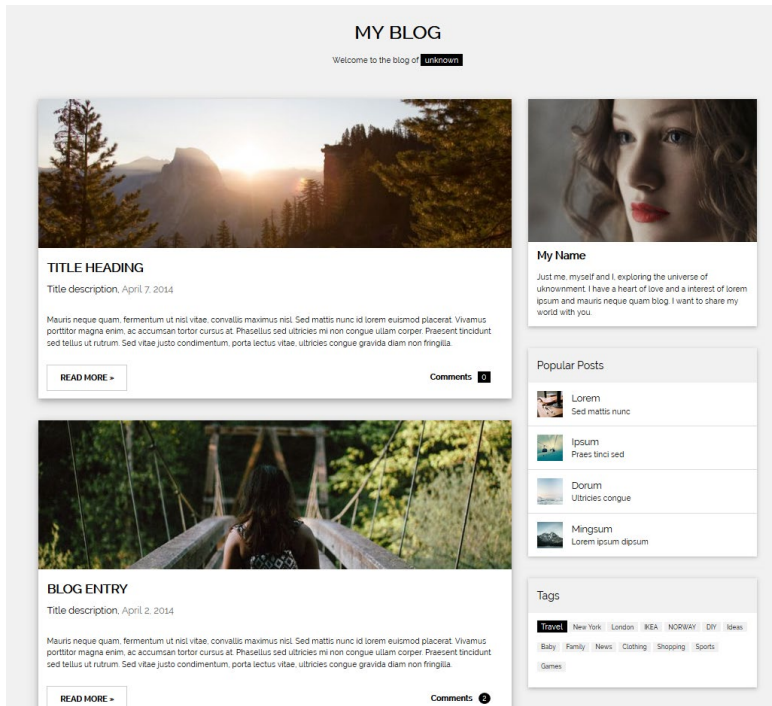 MY BLOG
Welcome to the blog of unknown
TITLE HEADING
Title description, April 7, 2014
Mauris neque quam, fermentum ut nisl vitae, convallis maximus nisl. Sed mattis nunc id lorem euismod placerat. Vivamus
porttitor magna enim, ac accumsan tortor cursus at. Phasellus sed ultricies mi non congue ullam corper. Praesent tincidunt
sed tellus ut rutrum. Sed vitae justo condimentum, porta lectus vitae, ultricies congue gravida diam non fringilla.
READ MORE »
Comments 0
BLOG ENTRY
Title description, April 2, 2014
Mauris neque quam, fermentum ut nisl vitae, convallis maximus nisl. Sed mattis nunc id lorem euismod placerat. Vivamus
porttitor magna enim, ac accumsan tortor cursus at. Phasellus sed ultricies mi non congue ullam corper. Praesent tincidunt
sed tellus ut rutrum. Sed vitae justo condimentum, porta lectus vitae, ultricies congue gravida diam non fringilla.
READ MORE »
Comments 2
My Name
Just me, myself and I, exploring the universe of
uknownment. I have a heart of love and a interest of lorem
ipsum and mauris neque quam blog. I want to share my
world with you.
Popular Posts
Lorem
Sed mattis nunc
Ipsum
Praes tinci sed
Dorum
Ultricies congue
Mingsum
Lorem ipsum dipsum
Tags
Travel New York London IKEA NORWAY DIY Ideas
Baby Family News Clothing Shopping Sports
Games